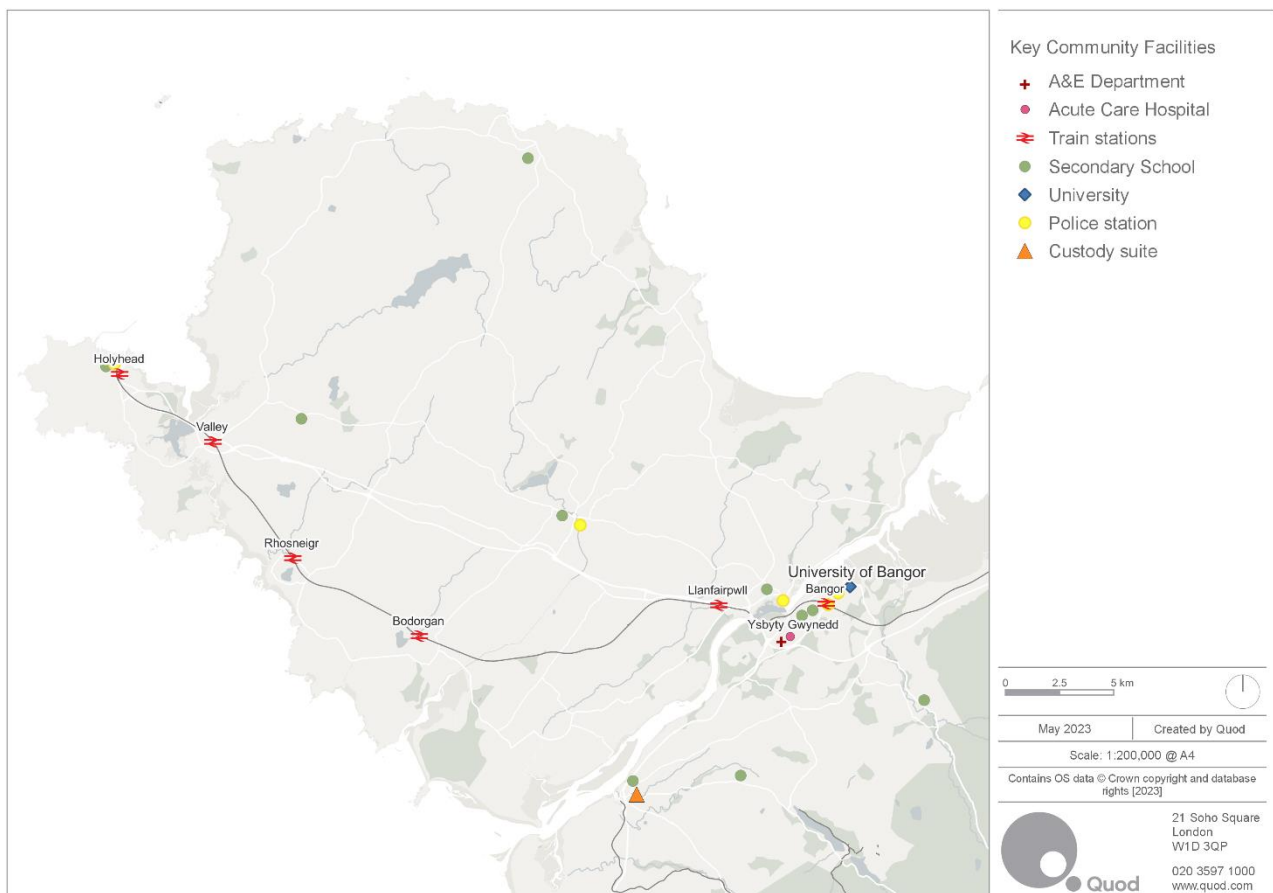 Holyhead
Valley
Rhosneigr
Bodorgan
Llanfairpwll
University of Bangor
Bangor
Ysbyty Gwynedd
Key Community Facilities
A&E Department
Acute Care Hospital
Train stations
Secondary School
University
Police station
Custody suite
0 2.5 5 km
May 2023 Created by Quod
Scale: 1:200,000 @ A4
Contains OS data © Crown copyright and database
rights [2023]
Quod
21 Soho Square
London
W1D 3QP
020 3597 1000
www.quod.com